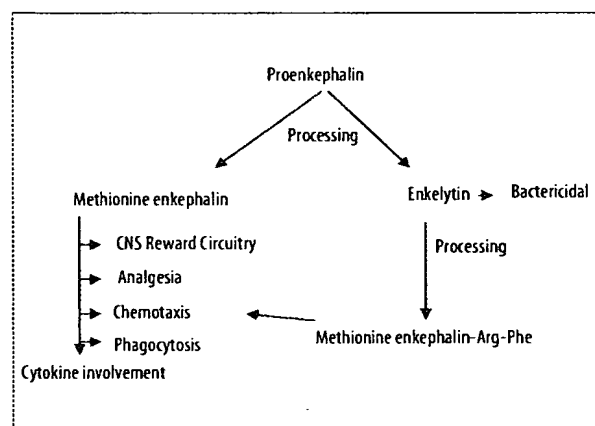 Proenkephalin
Processing
Methionine enkephalin
Enkelytin
Bactericidal
CNS Reward Circuitry
Processing
Analgesia
Chemotaxis
Methionine enkephalin-Arg-Phe
Phagocytosis
Cytokine involvement